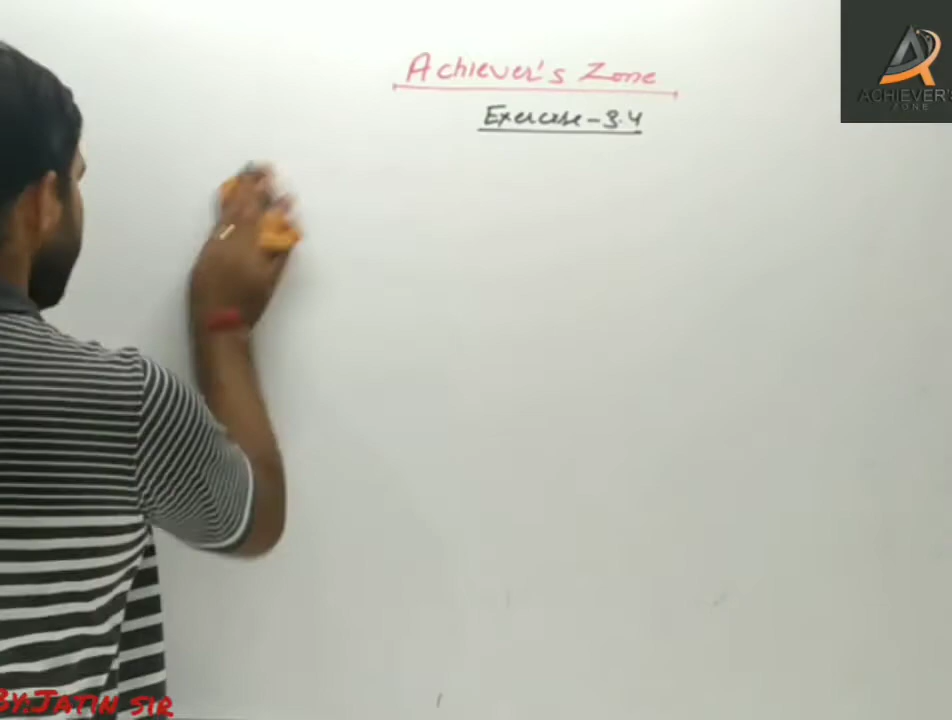 Achiever's Zone
Exercise-3.4
ACHIEVER'S
ZONE
BY:JATIN SIR